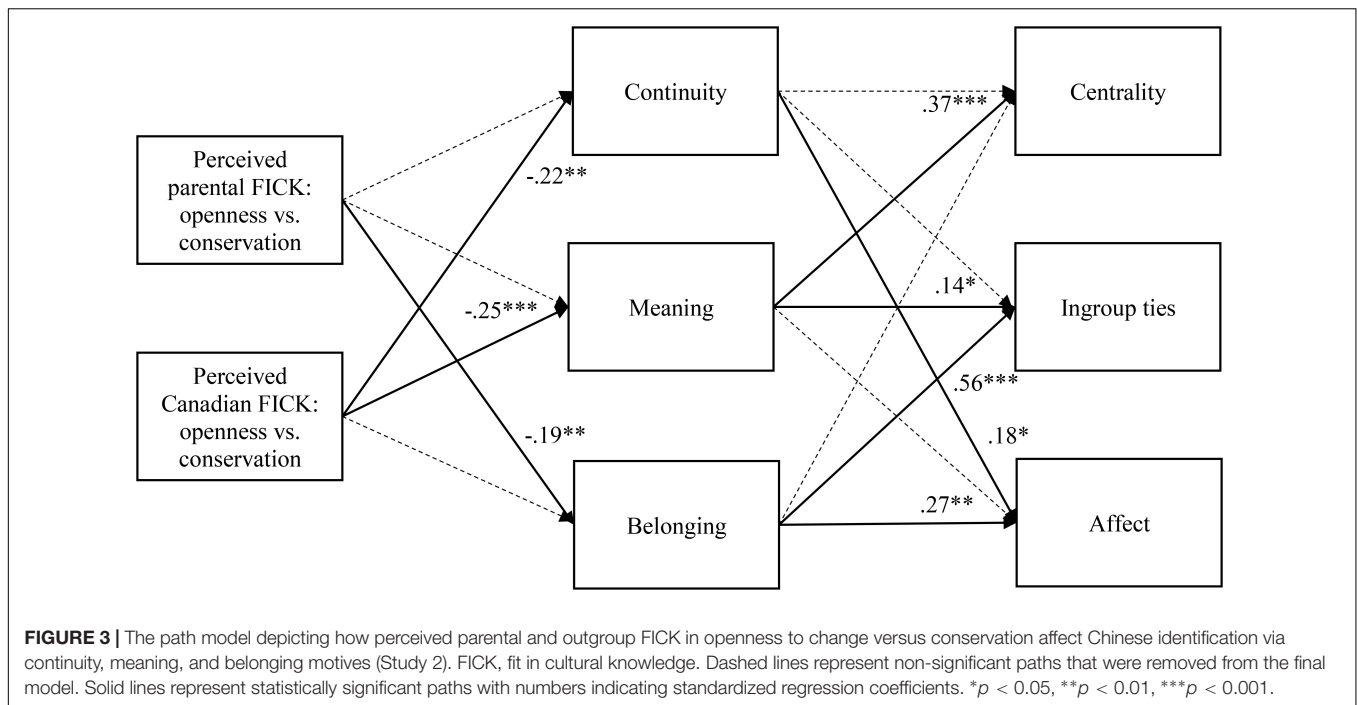 Perceived
parental FICK:
openness vs.
conservation
Perceived
Canadian FICK:
openness vs.
conservation
Continuity
Meaning
Belonging
Centrality
Ingroup ties
Affect
-.22**
-.25***
-.19**
.37***
.14*
.56***
.18*
.27**
FIGURE 3 | The path model depicting how perceived parental and outgroup FICK in openness to change versus conservation affect Chinese identification via
continuity, meaning, and belonging motives (Study 2). FICK, fit in cultural knowledge. Dashed lines represent non-significant paths that were removed from the final
model. Solid lines represent statistically significant paths with numbers indicating standardized regression coefficients. *p < 0.05, **p < 0.01, ***p < 0.001.